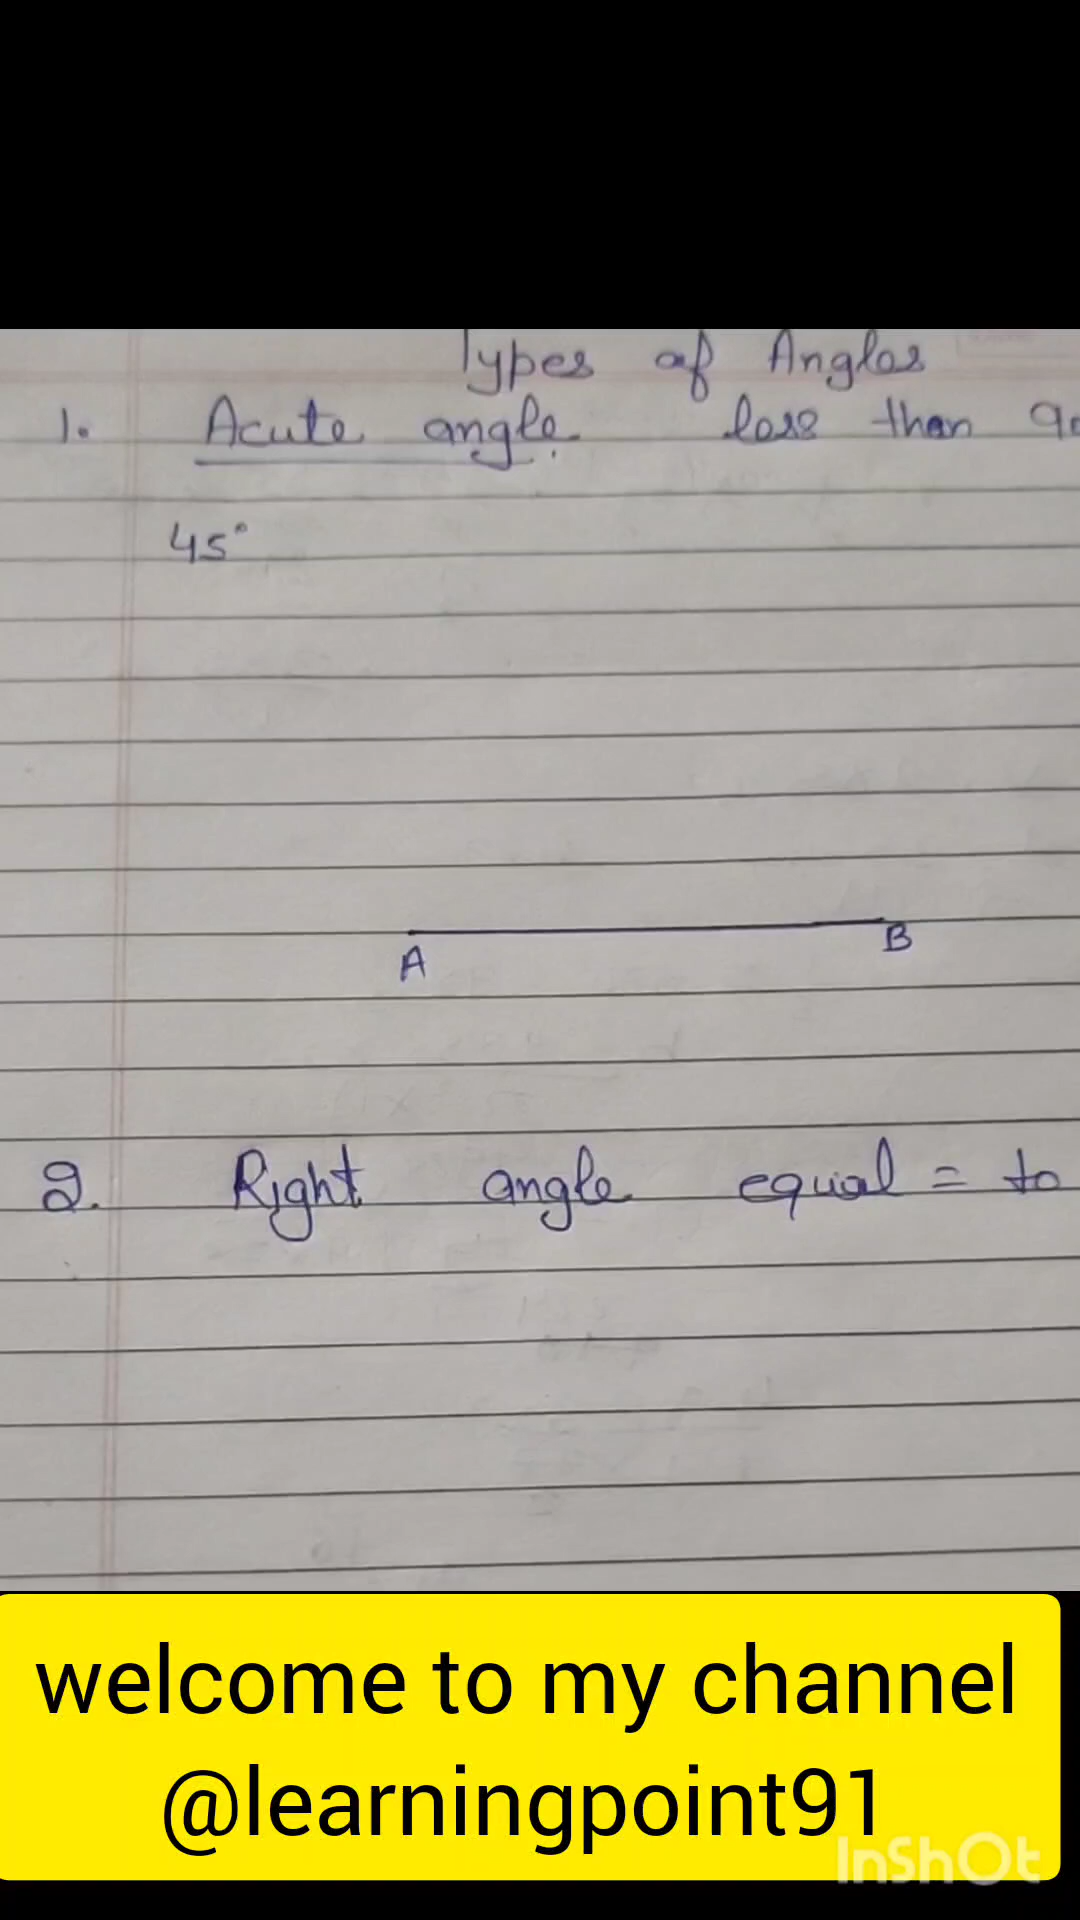 Types of Angles
1. Acute angle. less than 90
45°
A B
2. Right angle equal = to
welcome to my channel
@learningpoint91
InShOt